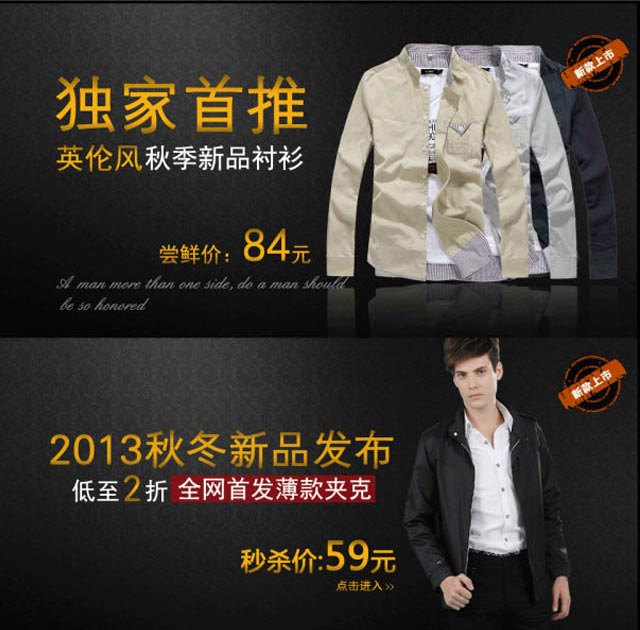 独家首推
新款上市
英伦风秋季新品衬衫
尝鲜价：84元
A man more than one side, do a man should
be so honored
新款上市
2013秋冬新品发布
低至2折 全网首发薄款夹克
秒杀价:59元
点击进入>>